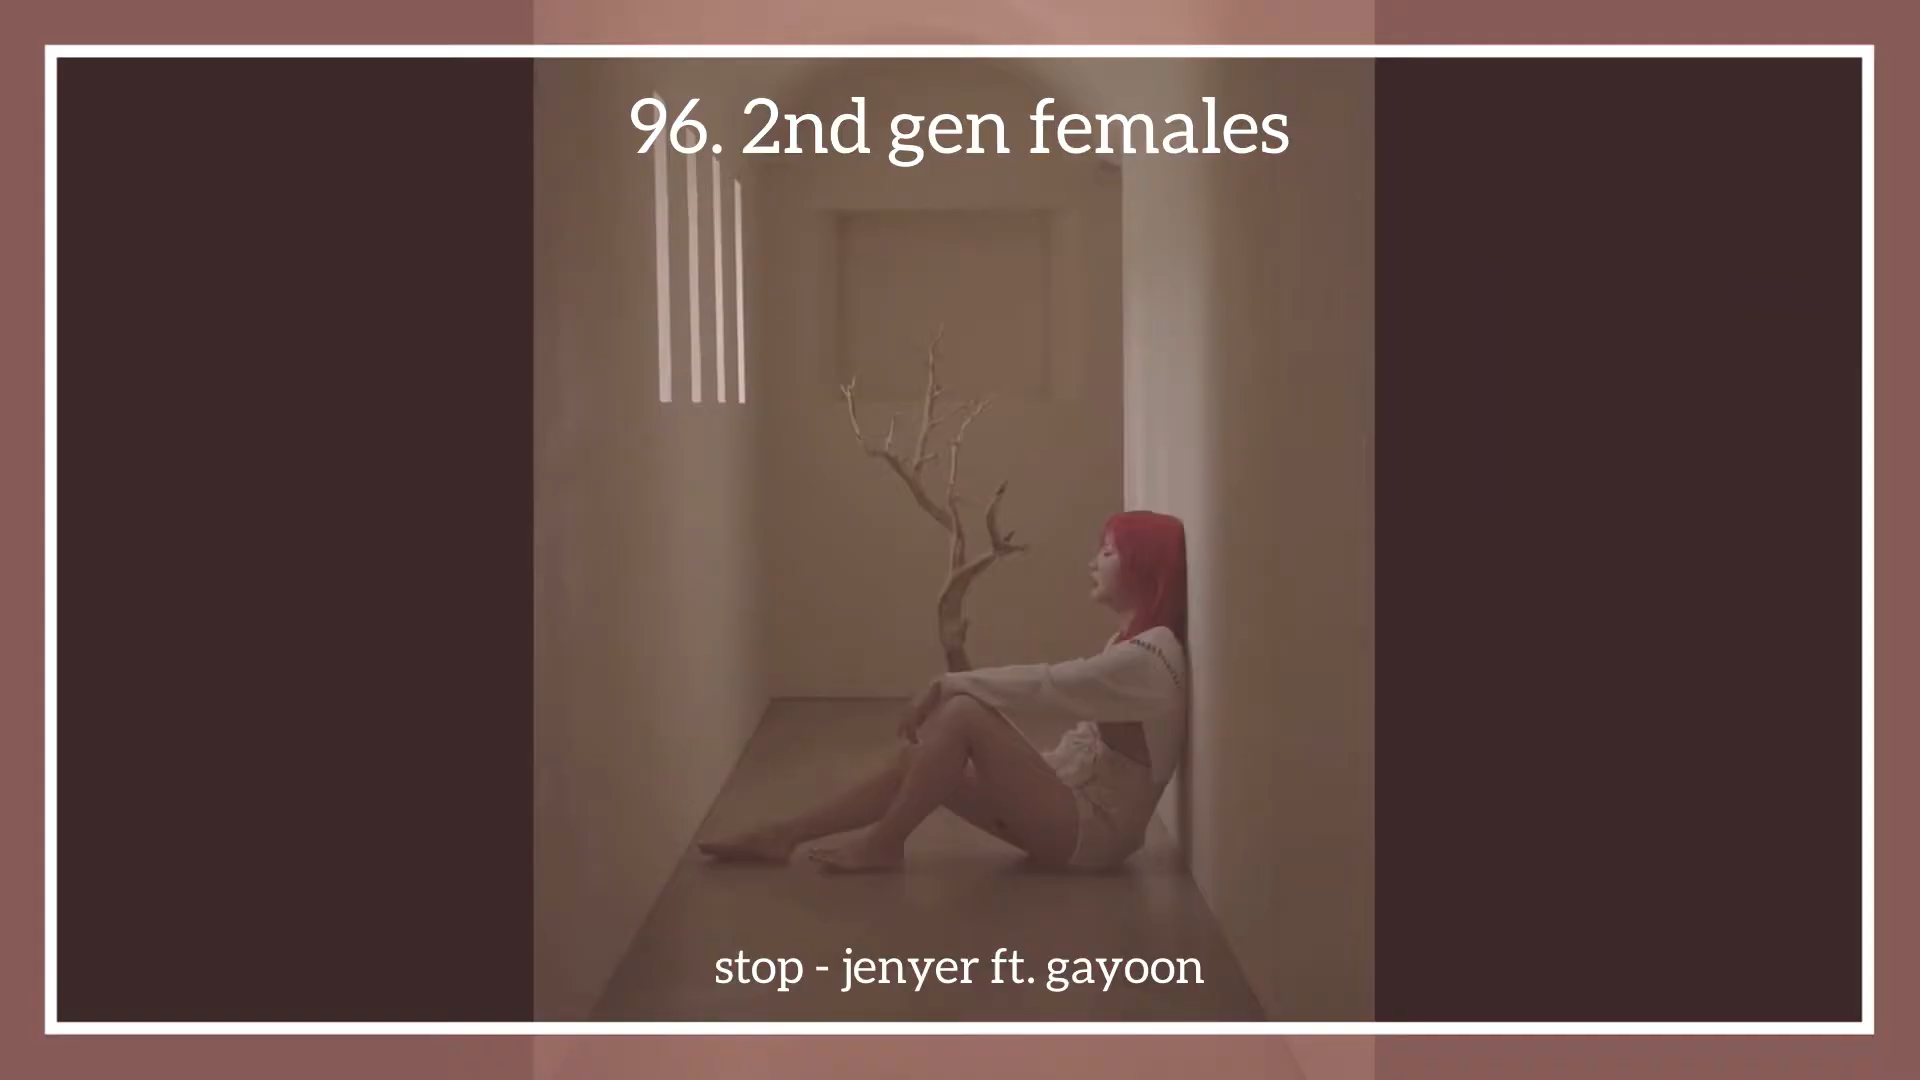 96. 2nd gen females
stop - jenyer ft. gayoon